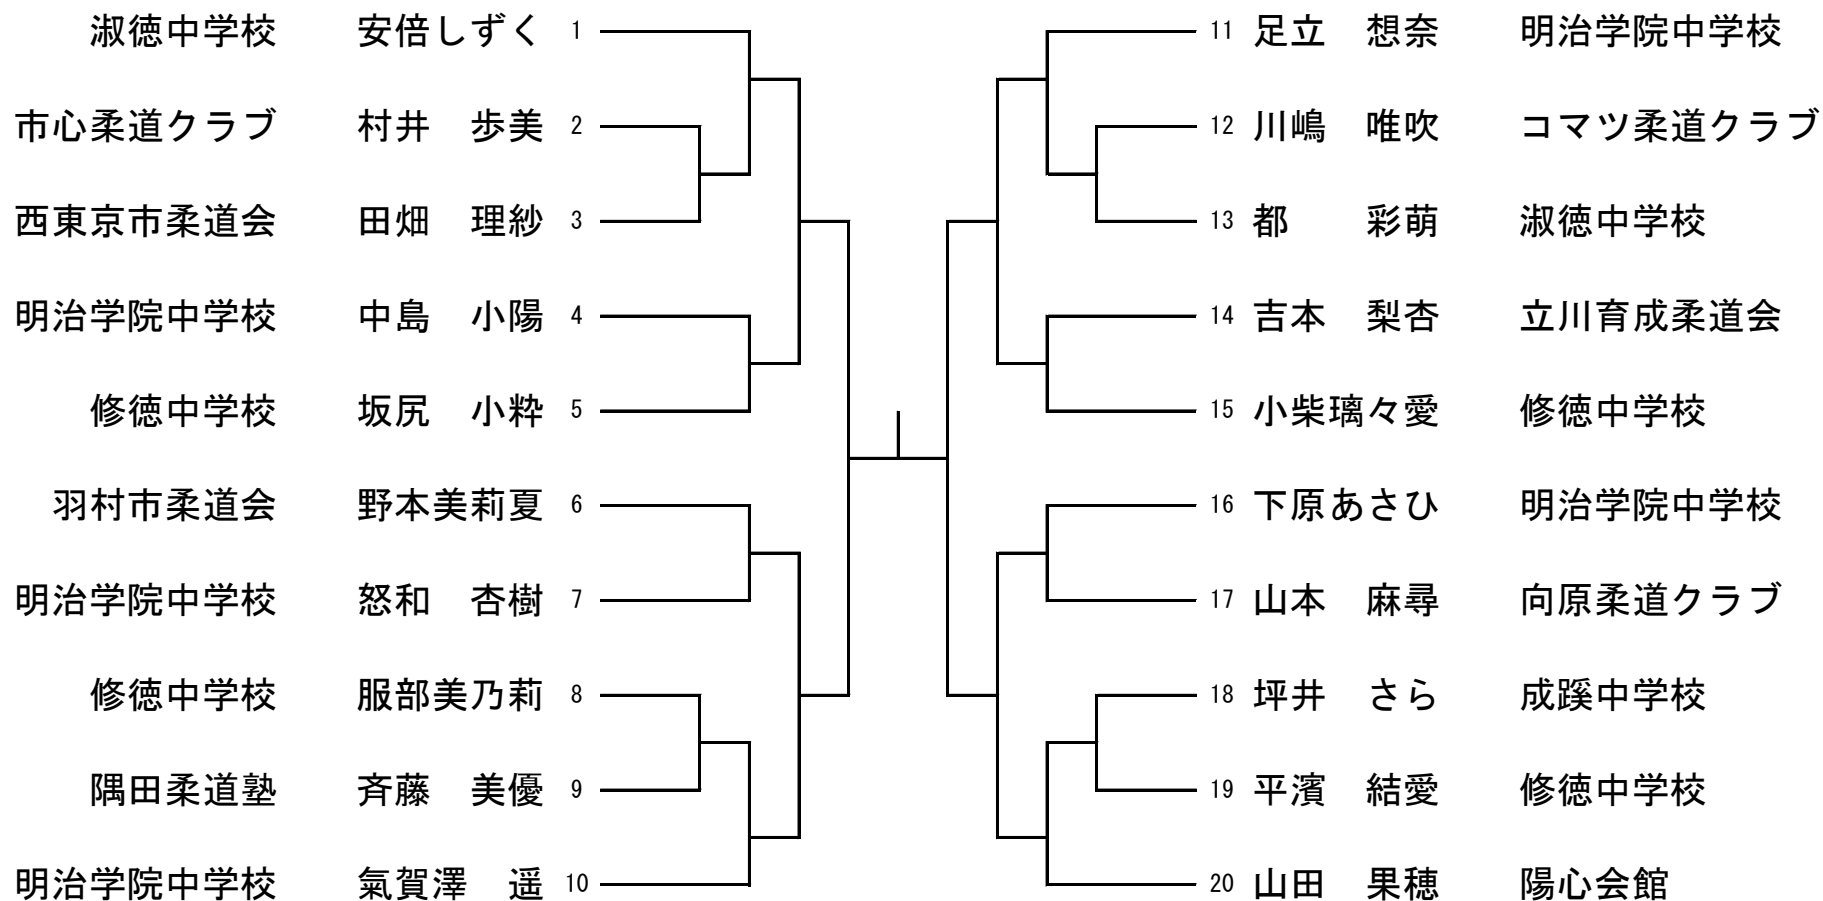 淑徳中学校 安倍しずく 1
市心柔道クラブ 村井 歩美 2
西東京市柔道会 田畑 理紗 3
明治学院中学校 中島 小陽 4
修徳中学校 坂尻 小粋 5
羽村市柔道会 野本美莉夏 6
明治学院中学校 怒和 杏樹 7
修徳中学校 服部美乃莉 8
隅田柔道塾 斉藤 美優 9
明治学院中学校 氣賀澤 遥 10
11 足立 想奈 明治学院中学校
12 川嶋 唯吹 コマツ柔道クラブ
13 都 彩萌 淑徳中学校
14 吉本 梨杏 立川育成柔道会
15 小柴璃々愛 修徳中学校
16 下原あさひ 明治学院中学校
17 山本 麻尋 向原柔道クラブ
18 坪井 さら 成蹊中学校
19 平濱 結愛 修徳中学校
20 山田 果穂 陽心会館